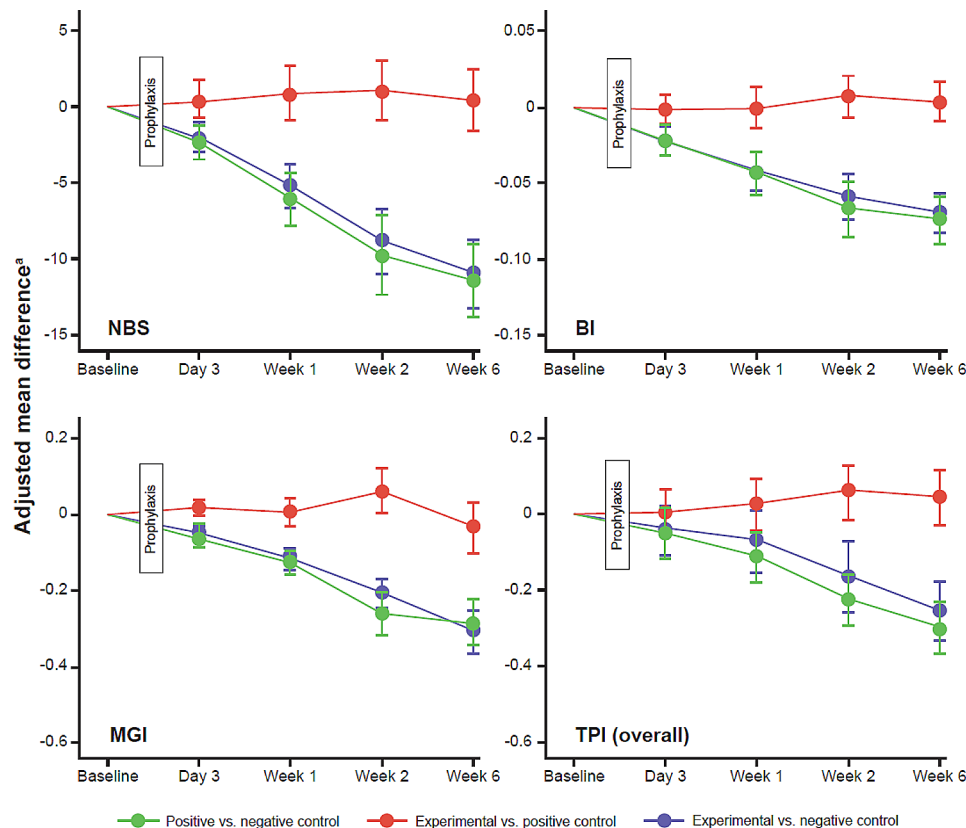 Adjusted mean differenceᵃ
5
0
-5
-10
-15
Prophylaxis
NBS
Baseline Day 3 Week 1 Week 2 Week 6
0.05
0
-0.05
-0.10
-0.15
Prophylaxis
BI
Baseline Day 3 Week 1 Week 2 Week 6
0.2
0
-0.2
-0.4
-0.6
Prophylaxis
MGI
Baseline Day 3 Week 1 Week 2 Week 6
0.2
0
-0.2
-0.4
-0.6
Prophylaxis
TPI (overall)
Baseline Day 3 Week 1 Week 2 Week 6
Positive vs. negative control Experimental vs. positive control Experimental vs. negative control